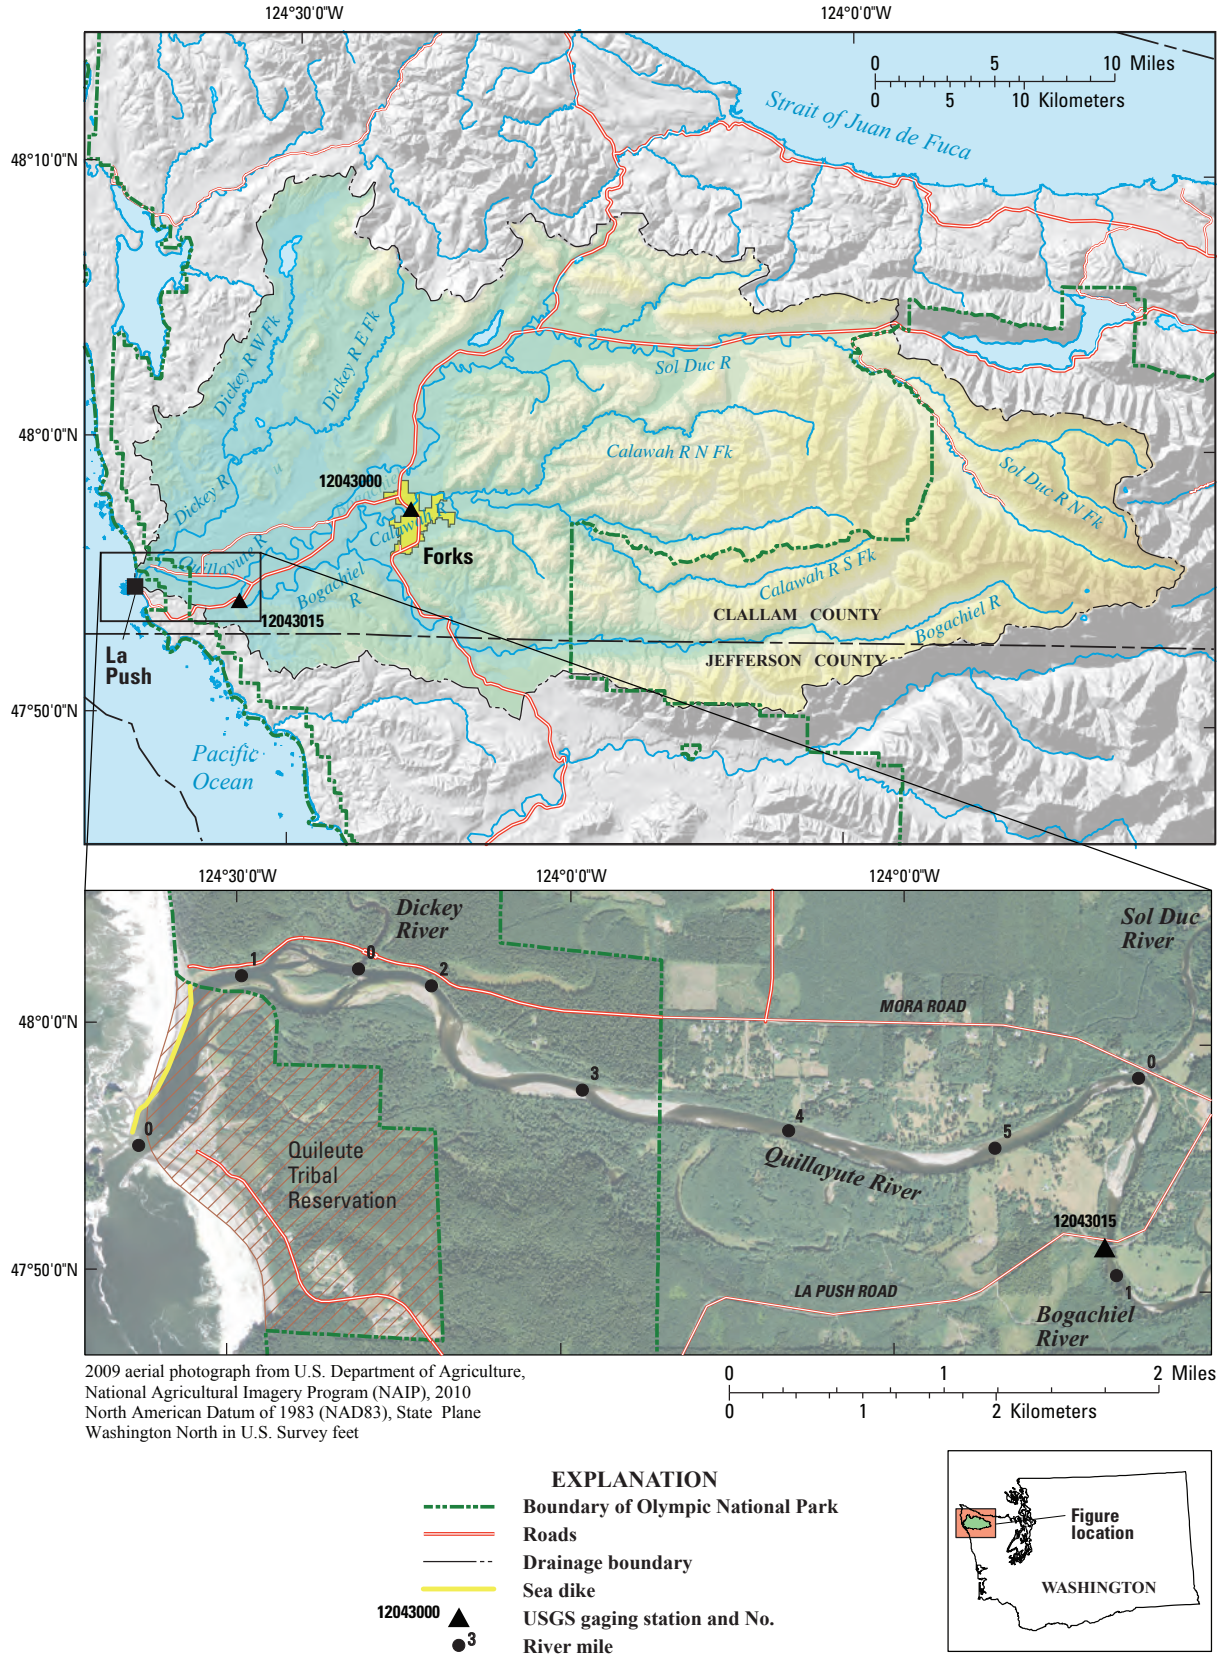 124°30'0"W
124°0'0"W
10 Miles
0
5
0
5
10 Kilometers
Strait of Juan de Fuca
48°10'0"N
Dickey R W Fk
Dickey R E Fk
Sol Duc R
48°0'0"N
Calawah R N Fk
Sol Duc R N Fk
12043000
Dickey R
Calawah
Forks
Quillayute R
Bogachiel
R
Calawah R S Fk
CLALLAM COUNTY
Bogachiel R
12043015
JEFFERSON COUNTY
La
Push
47°50'0"N
Pacific
Ocean
124°30'0"W
124°0'0"W
124°0'0"W
Dickey
River
Sol Duc
River
1
0
2
MORA ROAD
48°0'0"N
0
3
4
5
0
Quileute
Tribal
Reservation
Quillayute River
12043015
47°50'0"N
LA PUSH ROAD
1
Bogachiel
River
2009 aerial photograph from U.S. Department of Agriculture,
National Agricultural Imagery Program (NAIP), 2010
North American Datum of 1983 (NAD83), State Plane
Washington North in U.S. Survey feet
0
1
2 Miles
0
1
2 Kilometers
EXPLANATION
Boundary of Olympic National Park
Roads
Drainage boundary
Sea dike
12043000
USGS gaging station and No.
3
River mile
Figure
location
WASHINGTON